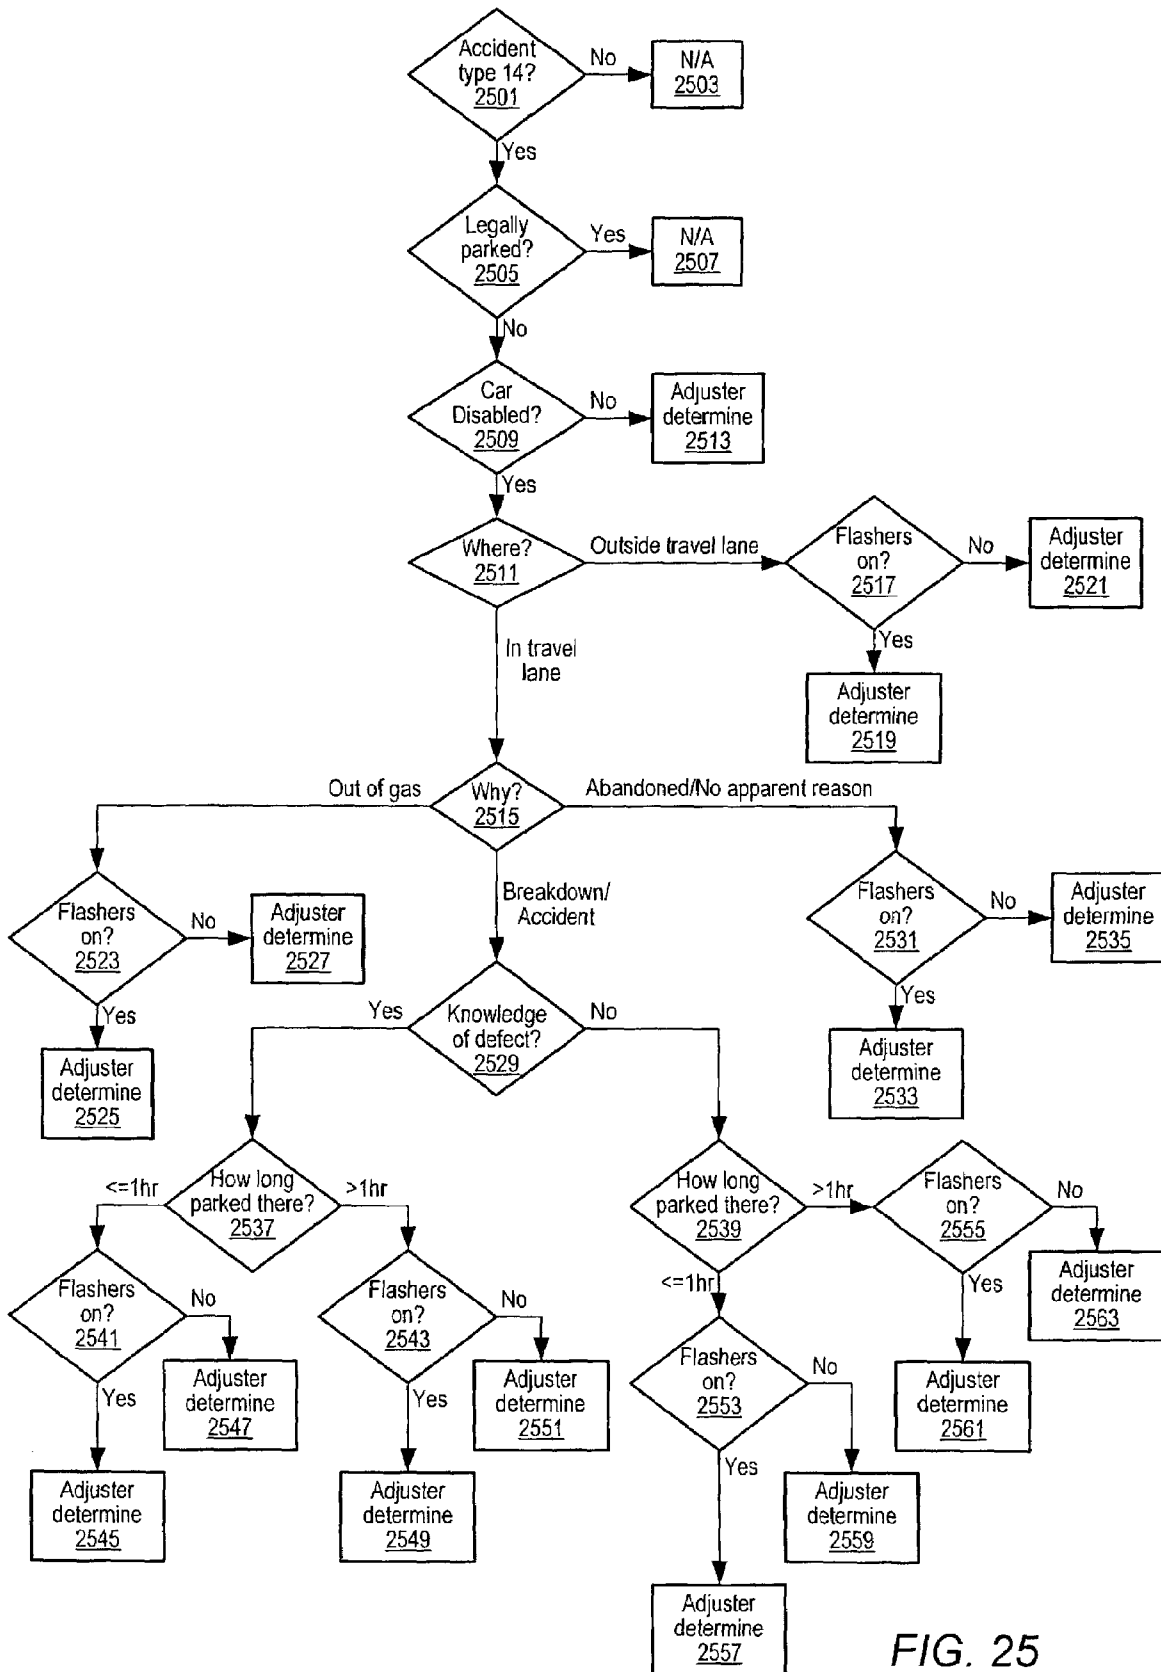 Accident
type 14?
2501
No
N/A
2503
Yes
Legally
parked?
2505
Yes
N/A
2507
No
Car
Disabled?
2509
No
Adjuster
determine
2513
Yes
Where?
2511
Outside travel lane
Flashers
on?
2517
No
Adjuster
determine
2521
Yes
Adjuster
determine
2519
In travel
lane
Why?
2515
Out of gas
Abandoned/No apparent reason
Flashers
on?
2523
No
Adjuster
determine
2527
Yes
Adjuster
determine
2525
Breakdown/
Accident
Flashers
on?
2531
No
Adjuster
determine
2535
Yes
Adjuster
determine
2533
Knowledge
of defect?
2529
Yes
No
How long
parked there?
2537
<=1hr
>1hr
Flashers
on?
2541
No
Adjuster
determine
2547
Yes
Adjuster
determine
2545
Flashers
on?
2543
No
Adjuster
determine
2551
Yes
Adjuster
determine
2549
How long
parked there?
2539
>1hr
Flashers
on?
2555
No
Adjuster
determine
2563
Yes
Adjuster
determine
2561
<=1hr
Flashers
on?
2553
No
Adjuster
determine
2559
Yes
Adjuster
determine
2557
FIG. 25